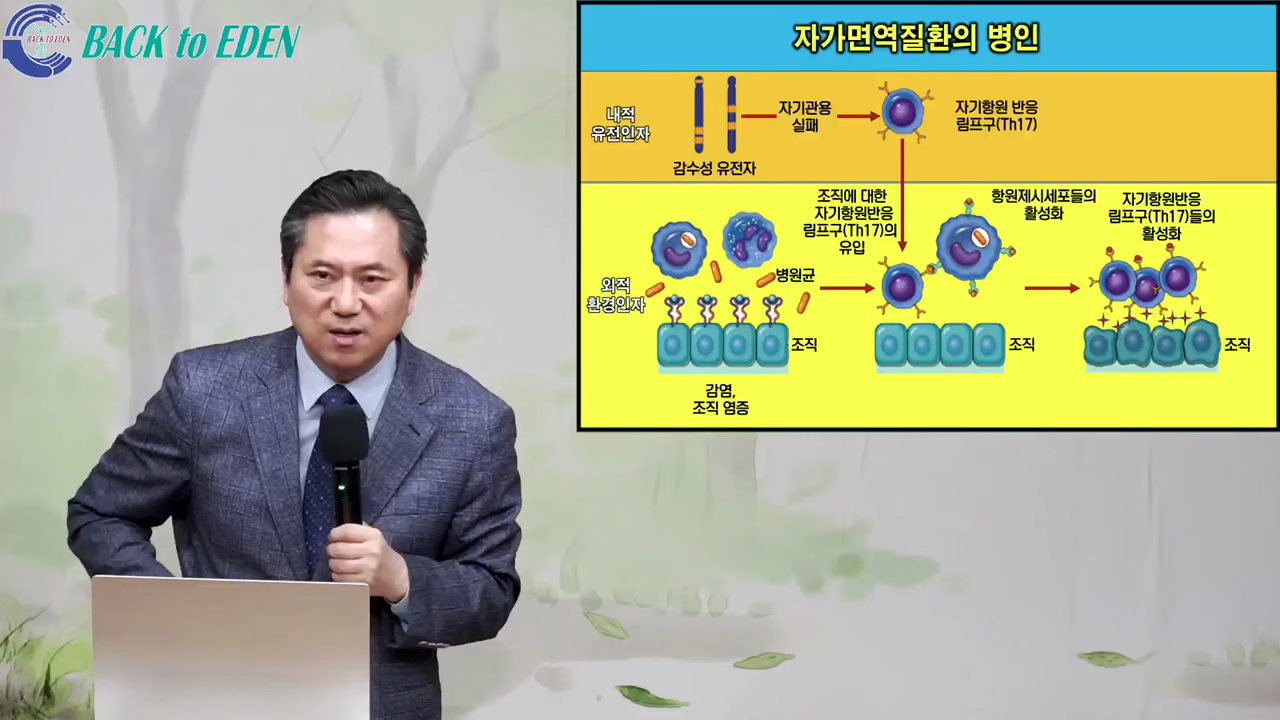 BACK TO EDEN
BACK to EDEN
자가면역질환의 병인
내적
유전인자
감수성 유전자
자기관용
실패
자기항원 반응
림프구(Th17)
외적
환경인자
병원균
조직
감염,
조직 염증
조직에 대한
자기항원반응
림프구(Th17)의
유입
항원제시세포들의
활성화
조직
자기항원반응
림프구(Th17)들의
활성화
조직